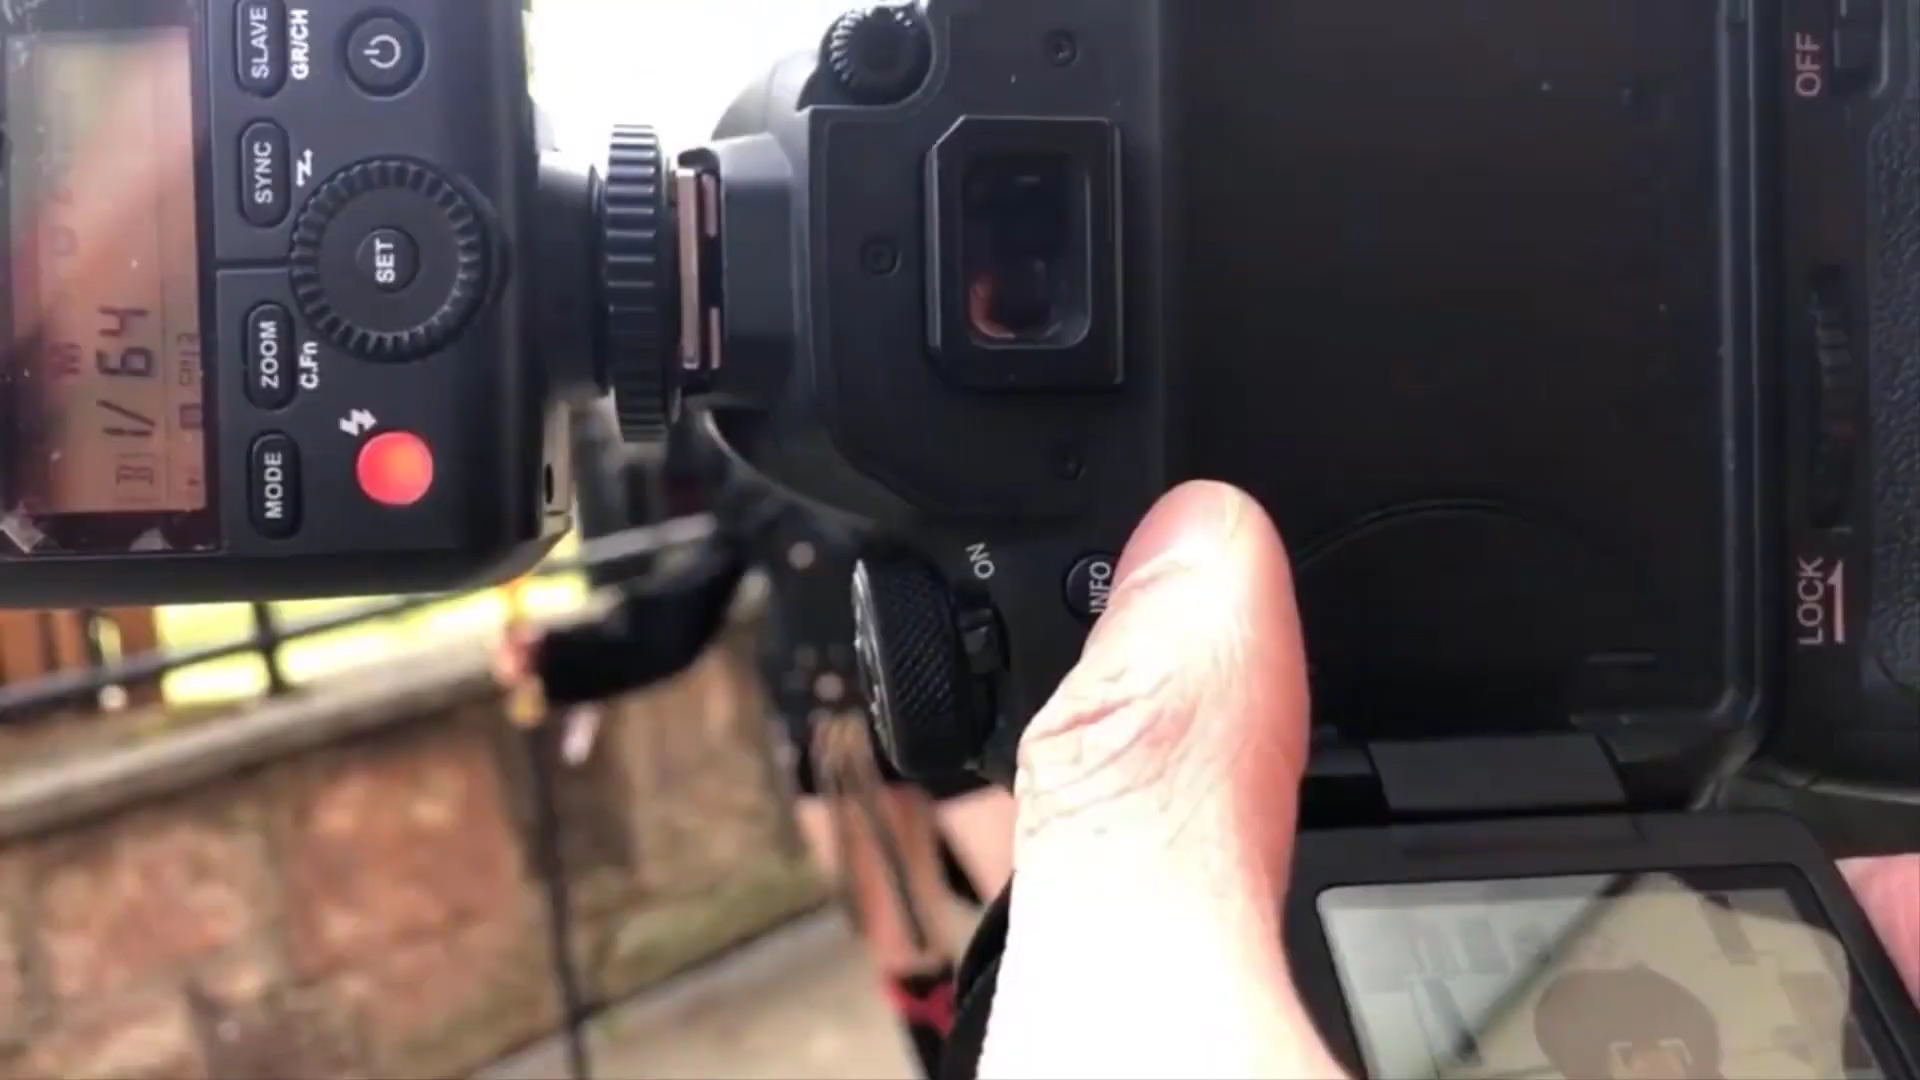 SLAVE
GR/CH
SYNC
SET
ZOOM
C.Fn
MODE
1/64
ON
INFO
OFF
LOCK